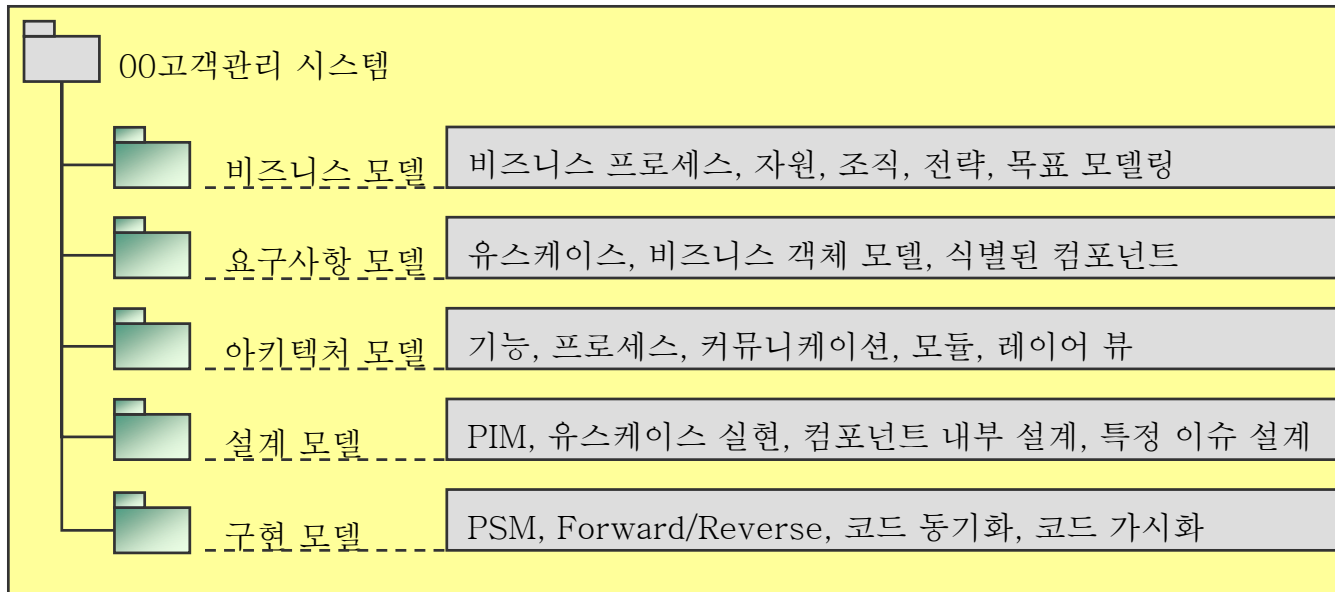 00고객관리 시스템
비즈니스 모델 비즈니스 프로세스, 자원, 조직, 전략, 목표 모델링
요구사항 모델 유스케이스, 비즈니스 객체 모델, 식별된 컴포넌트
아키텍처 모델 기능, 프로세스, 커뮤니케이션, 모듈, 레이어 뷰
설계 모델 PIM, 유스케이스 실현, 컴포넌트 내부 설계, 특정 이슈 설계
구현 모델 PSM, Forward/Reverse, 코드 동기화, 코드 가시화